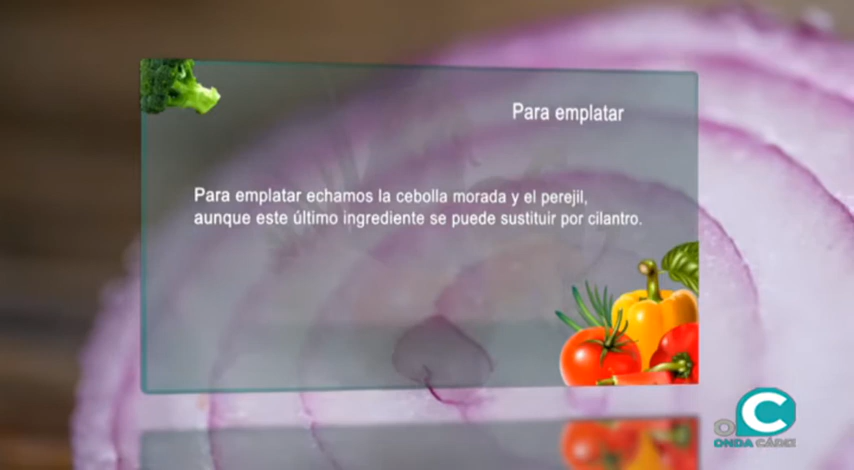 Para emplatar
Para emplatar echamos la cebolla morada y el perejil,
aunque este último ingrediente se puede sustituir por cilantro.
C
ONDA CÁDIZ